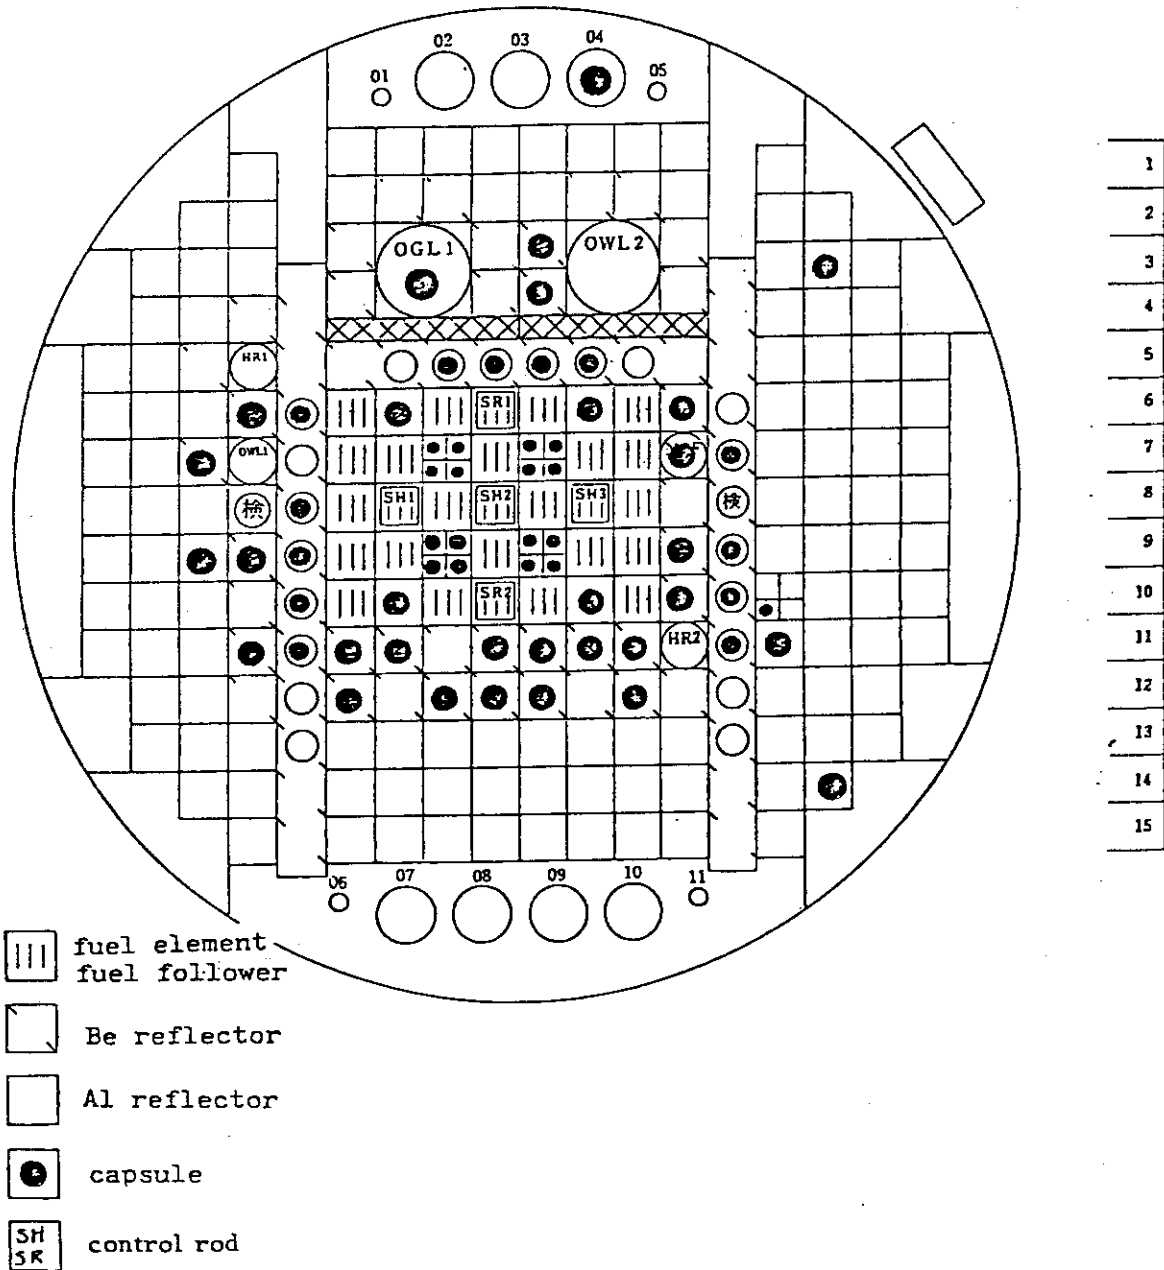 02 03 04
01 05
1
2
OGL1 OWL2
3
4
HR1
5
SR1
6
OWL1
7
検 SH1 SH2 SH3 検
8
9
SR2
10
HR2
11
12
13
14
15
06 07 08 09 10 11
fuel element
fuel follower
Be reflector
Al reflector
capsule
SH
SR
control rod